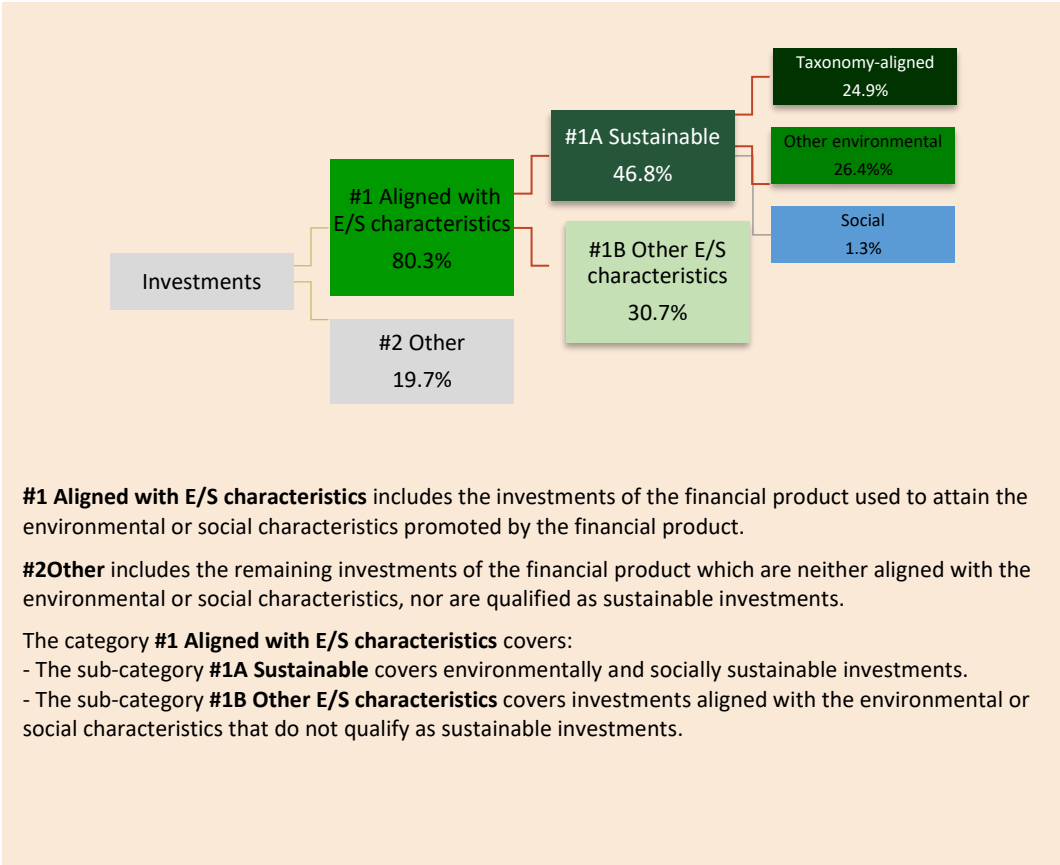 Investments
#1 Aligned with
E/S characteristics
80.3%
#2 Other
19.7%
#1A Sustainable
46.8%
#1B Other E/S
characteristics
30.7%
Taxonomy-aligned
24.9%
Other environmental
26.4%%
Social
1.3%
#1 Aligned with E/S characteristics includes the investments of the financial product used to attain the
environmental or social characteristics promoted by the financial product.
#2Other includes the remaining investments of the financial product which are neither aligned with the
environmental or social characteristics, nor are qualified as sustainable investments.
The category #1 Aligned with E/S characteristics covers:
- The sub-category #1A Sustainable covers environmentally and socially sustainable investments.
- The sub-category #1B Other E/S characteristics covers investments aligned with the environmental or
social characteristics that do not qualify as sustainable investments.